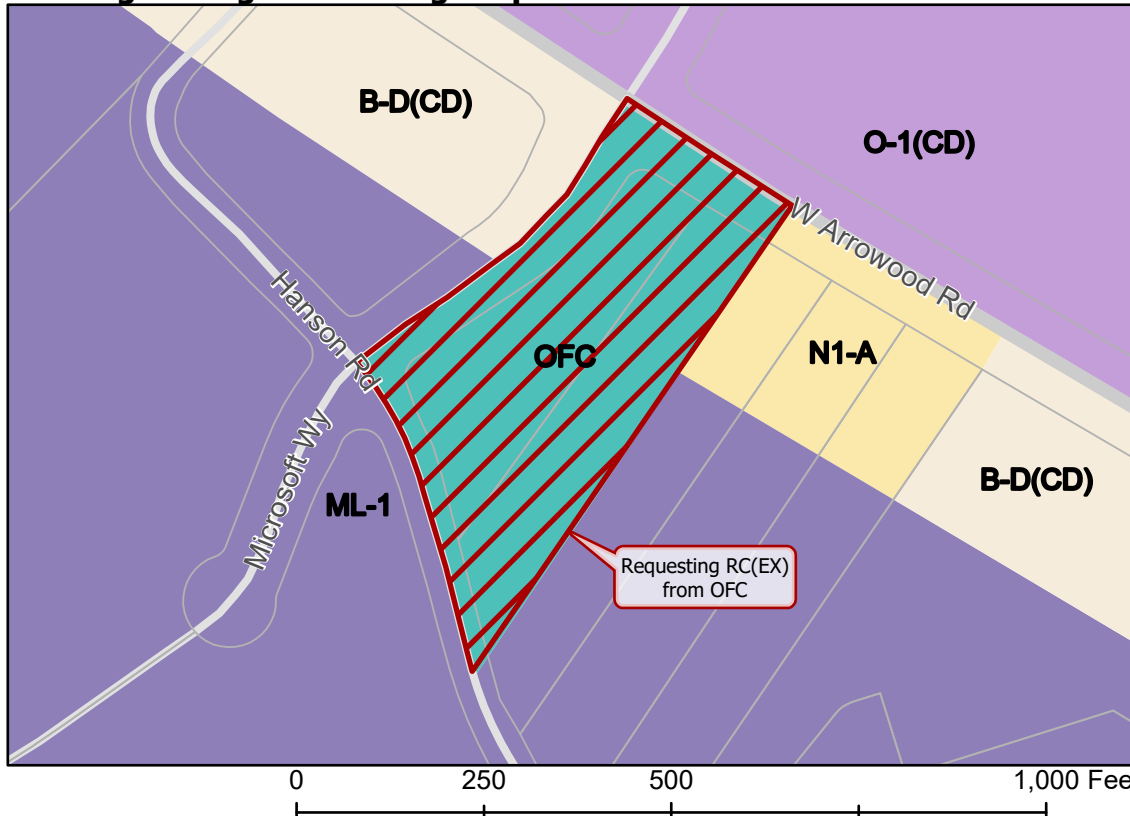 B-D(CD)
O-1(CD)
W Arrowood Rd
Hanson Rd
OFC
N1-A
Microsoft Wy
ML-1
B-D(CD)
Requesting RC(EX)
from OFC
0 250 500 1,000 Fee